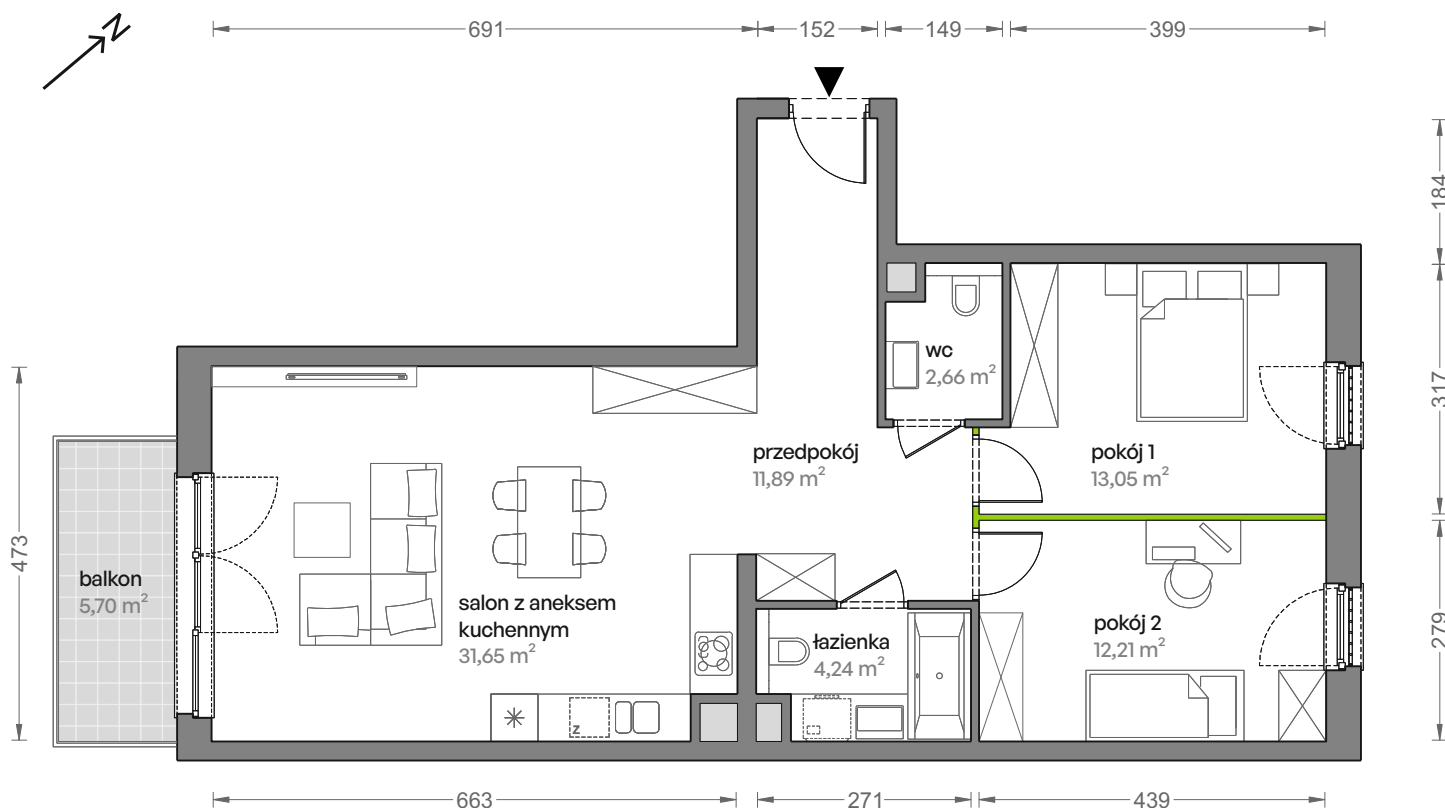 N
691
152
149
399
184
317
279
473
wc
2,66 m²
przedpokój
11,89 m²
pokój 1
13,05 m²
balkon
5,70 m²
salon z aneksem
kuchennym
31,65 m²
łazienka
4,24 m²
pokój 2
12,21 m²
z
663
271
439